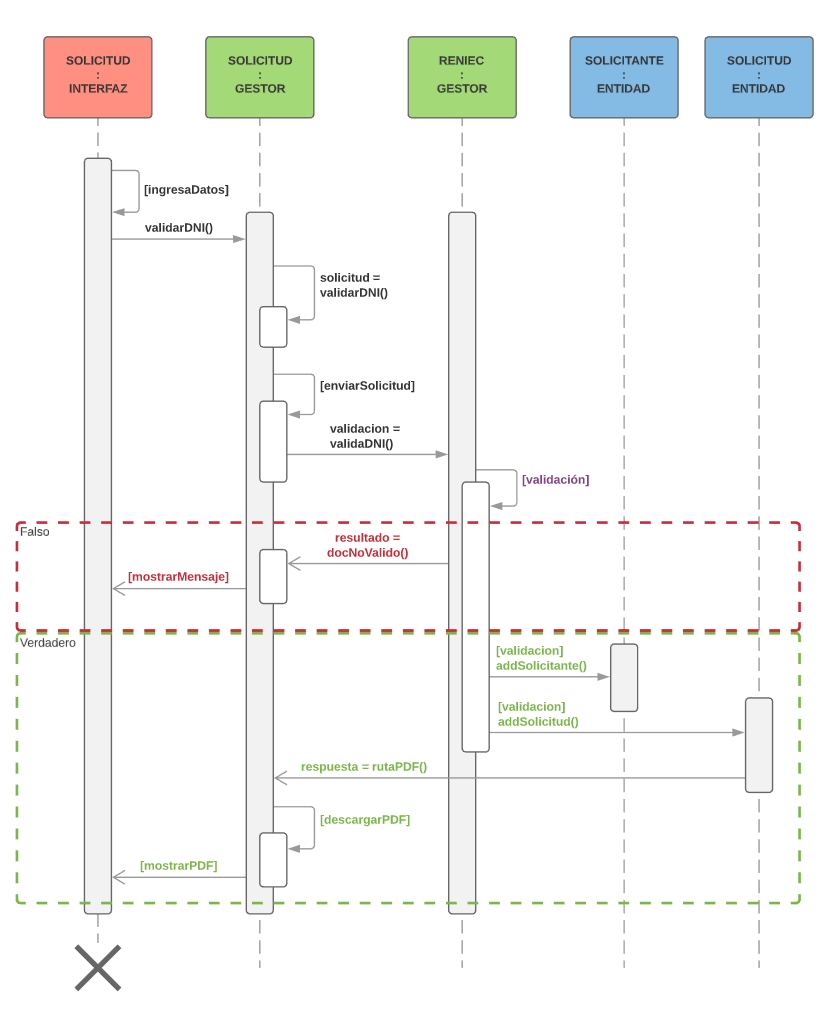 SOLICITUD
:
INTERFAZ
SOLICITUD
:
GESTOR
RENIEC
:
GESTOR
SOLICITANTE
:
ENTIDAD
SOLICITUD
:
ENTIDAD
[ingresaDatos]
validarDNI()
solicitud =
validarDNI()
[enviarSolicitud]
validacion =
validaDNI()
[validación]
Falso
resultado =
docNoValido()
[mostrarMensaje]
Verdadero
[validacion]
addSolicitante()
[validacion]
addSolicitud()
respuesta = rutaPDF()
[descargarPDF]
[mostrarPDF]